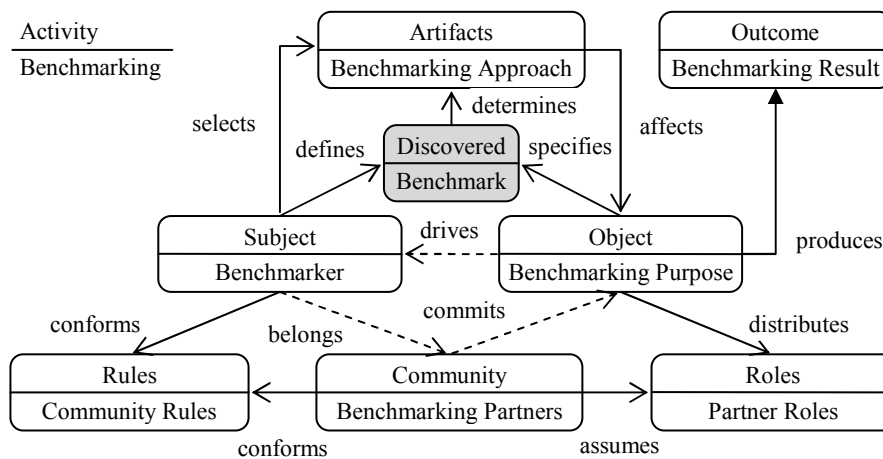 Activity
Benchmarking
Artifacts
Benchmarking Approach
Outcome
Benchmarking Result
selects
determines
affects
defines
Discovered
Benchmark
specifies
Subject
Benchmarker
drives
Object
Benchmarking Purpose
produces
conforms
belongs
commits
distributes
Rules
Community Rules
Community
Benchmarking Partners
Roles
Partner Roles
conforms
assumes